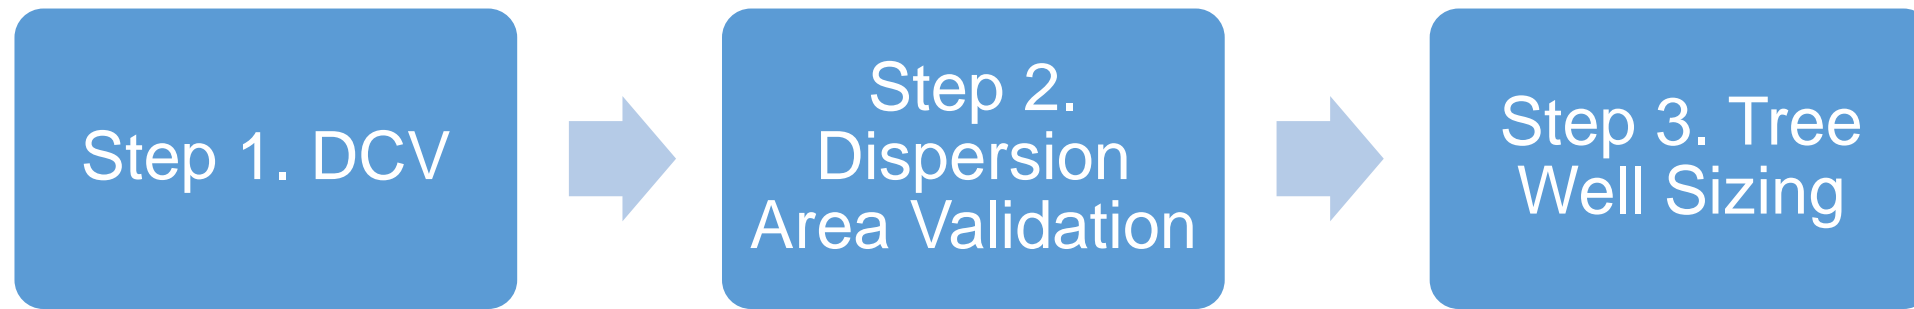 Step 1. DCV
Step 2.
Dispersion
Area Validation
Step 3. Tree
Well Sizing